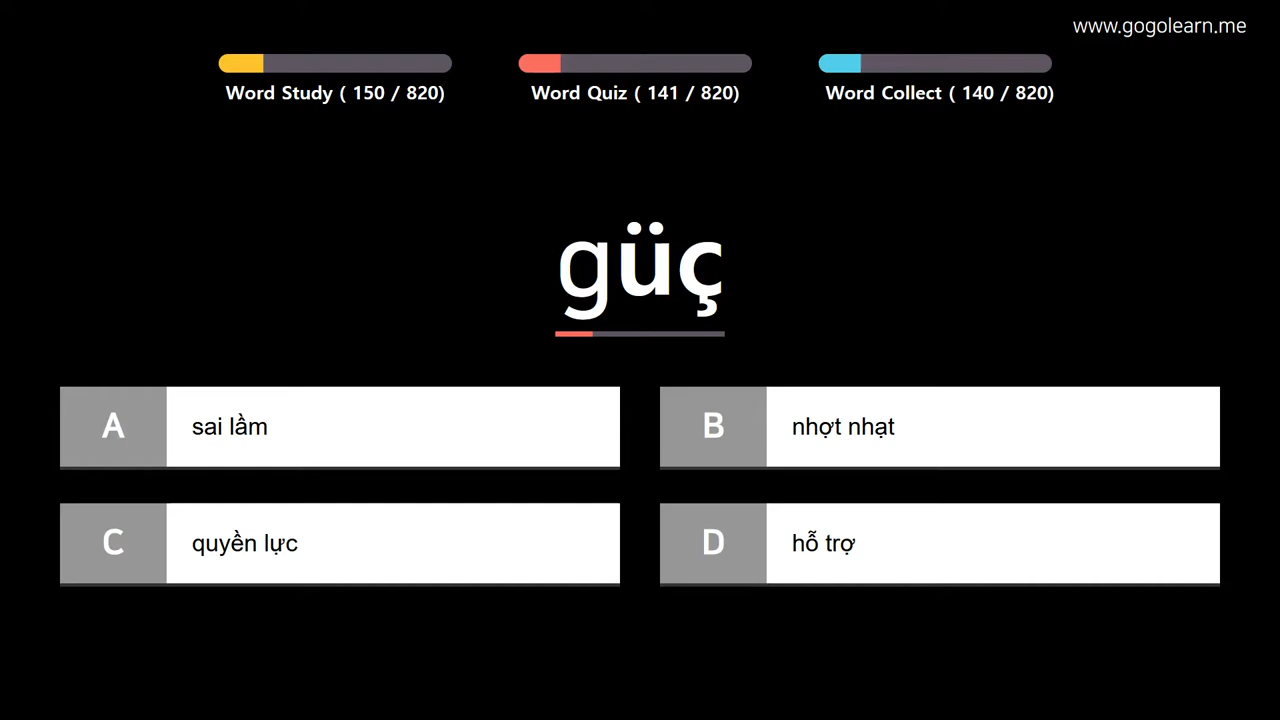 www.gogolearn.me
Word Study ( 150 / 820)
Word Quiz ( 141 / 820)
Word Collect ( 140 / 820)
güç
A
sai lầm
B
nhợt nhạt
C
quyền lực
D
hỗ trợ